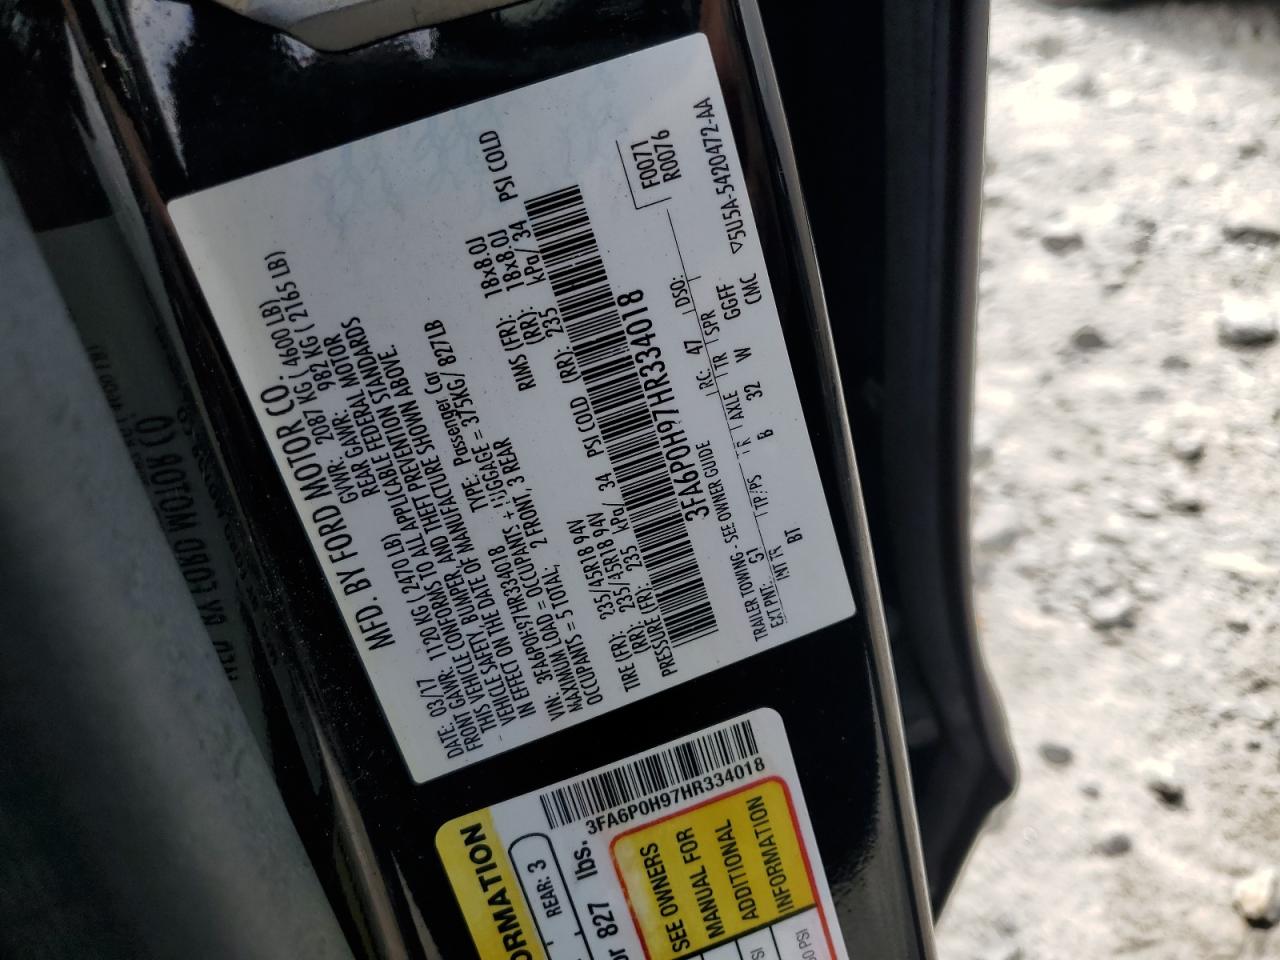 MFD. BY FORD MOTOR CO.
DATE: 03/17 GVWR: 2087 KG ( 4600 LB)
FRONT GAWR: 1120 KG ( 2470 LB) REAR GAWR: 982 KG ( 2165 LB)
THIS VEHICLE CONFORMS TO ALL APPLICABLE FEDERAL MOTOR
VEHICLE SAFETY, BUMPER, AND THEFT PREVENTION STANDARDS
IN EFFECT ON THE DATE OF MANUFACTURE SHOWN ABOVE.
VIN: 3FA6P0H97HR334018 TYPE: Passenger Car
MAXIMUM LOAD = OCCUPANTS + LUGGAGE = 375KG/ 827LB
OCCUPANTS = 5 TOTAL, 2 FRONT, 3 REAR
TIRE (FR): 235/45R18 94V RIMS (FR): 18x8.0J
(RR): 235/45R18 94V (RR): 18x8.0J
PRESSURE (FR): 235 kPa/ 34 PSI COLD (RR): 235 kPa/ 34 PSI COLD
3FA6P0H97HR334018
F0071
R0076
TRAILER TOWING - SEE OWNER GUIDE RC: 47 DSO:
EXT PNT: G1 TP/PS TR AXLE TR SPR
INT TR BT B 32 W GGFF
CMC
▽5U5A-5420472-AA
3FA6P0H97HR334018
ORMATION
REAR: 3
or 827 lbs.
SEE OWNERS
MANUAL FOR
ADDITIONAL
INFORMATION
PSI